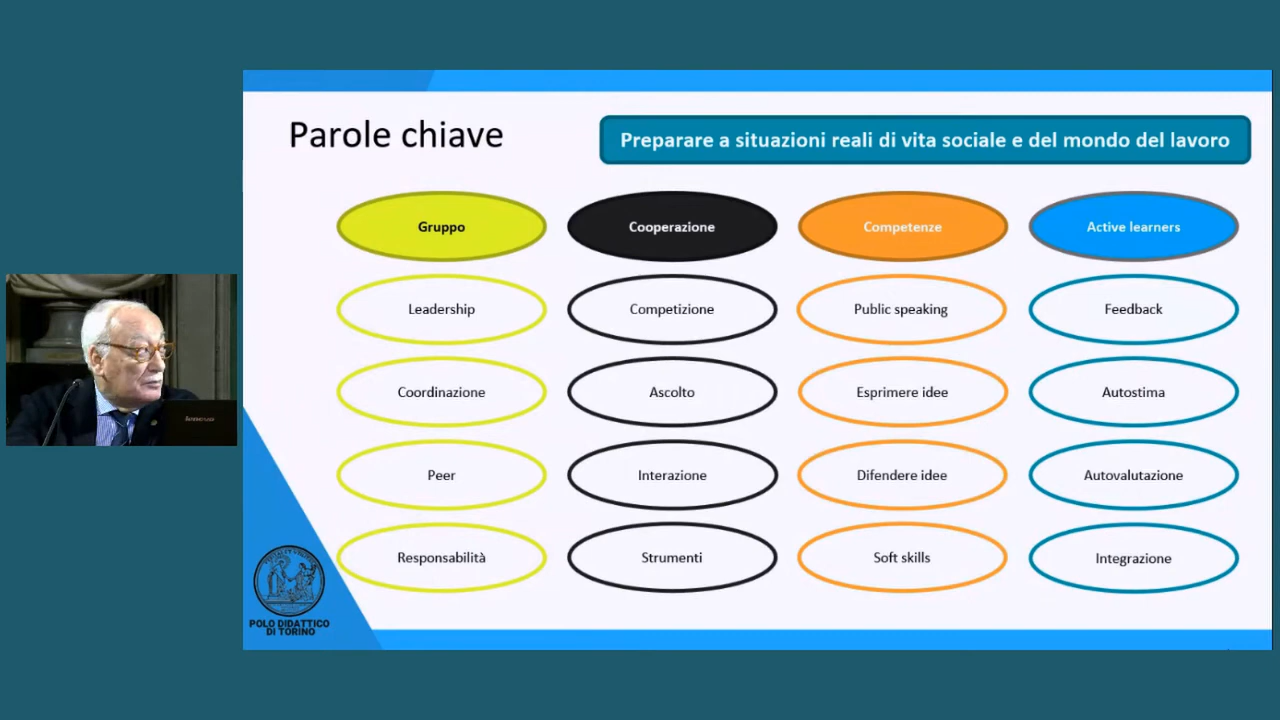 Parole chiave
Preparare a situazioni reali di vita sociale e del mondo del lavoro
Gruppo
Cooperazione
Competenze
Active learners
Leadership
Competizione
Public speaking
Feedback
Coordinazione
Ascolto
Esprimere idee
Autostima
Peer
Interazione
Difendere idee
Autovalutazione
Responsabilità
Strumenti
Soft skills
Integrazione
POLO DIDATTICO
DI TORINO